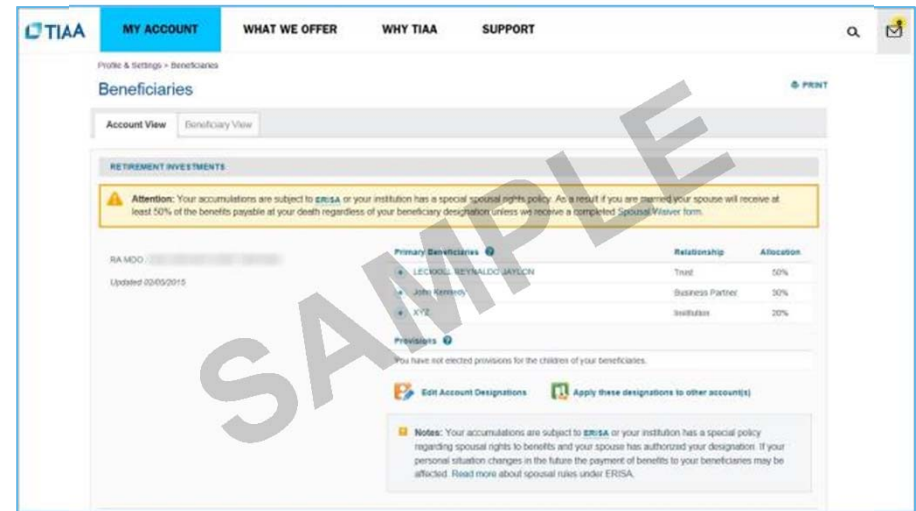 TIAA
MY ACCOUNT WHAT WE OFFER WHY TIAA SUPPORT
Profile & Settings > Beneficiaries
Beneficiaries
PRINT
Account View Beneficiary View
RETIREMENT INVESTMENTS
Attention: Your accumulations are subject to ERISA or your institution has a special spousal rights policy. As a result if you are married your spouse will receive at
least 50% of the benefits payable at your death regardless of your beneficiary designation unless we receive a completed Spousal Waiver form.
RA MDO
Updated 02/05/2015
Primary Beneficiaries Relationship Allocation
REYNALDO JAYLON Trust 50%
John Kennedy Business Partner 30%
XYZ Institution 20%
Provisions
You have not elected provisions for the children of your beneficiaries.
Edit Account Designations Apply these designations to other account(s)
Notes: Your accumulations are subject to ERISA or your institution has a special policy
regarding spousal rights to benefits and your spouse has authorized your designation. If your
personal situation changes in the future the payment of benefits to your beneficiaries may be
affected. Read more about spousal rules under ERISA.
SAMPLE